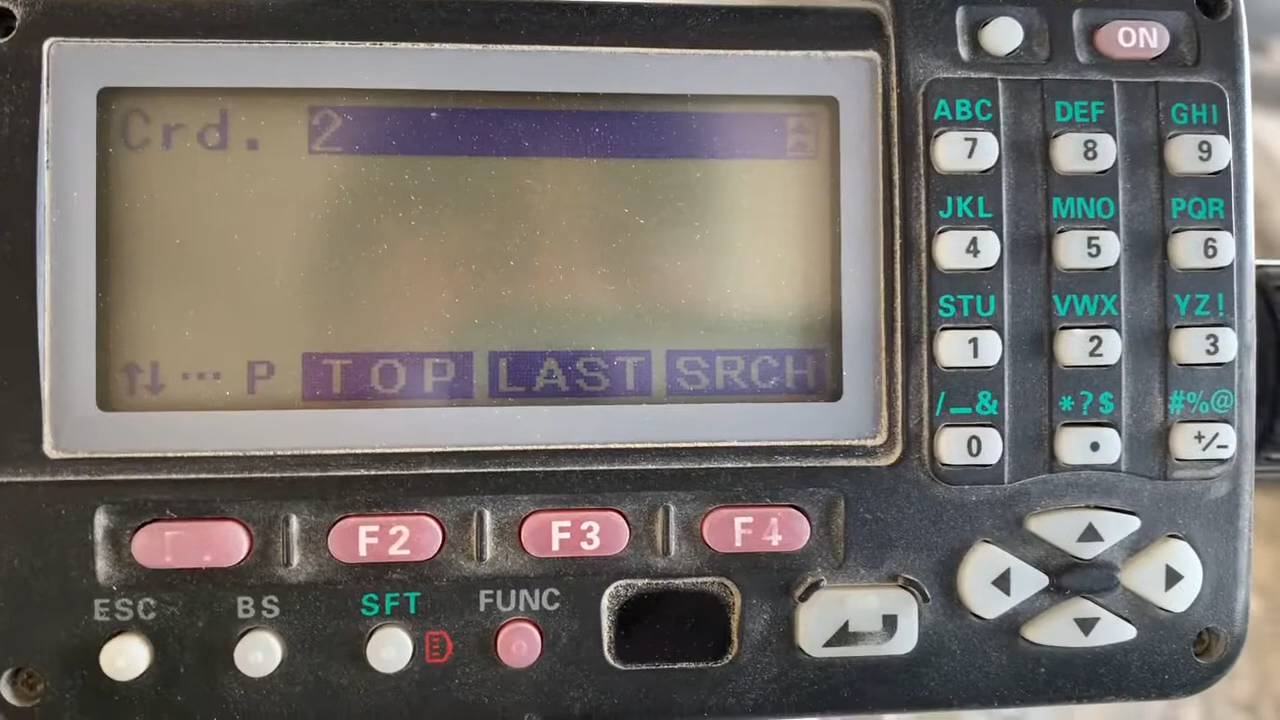 Crd. 2
↑↓ ··· P TOP LAST SRCH
ON
ABC DEF GHI
7 8 9
JKL MNO PQR
4 5 6
STU VWX YZ!
1 2 3
/_& *?$ #%@
0 • +/-
F2 F3 F4
ESC BS SFT FUNC